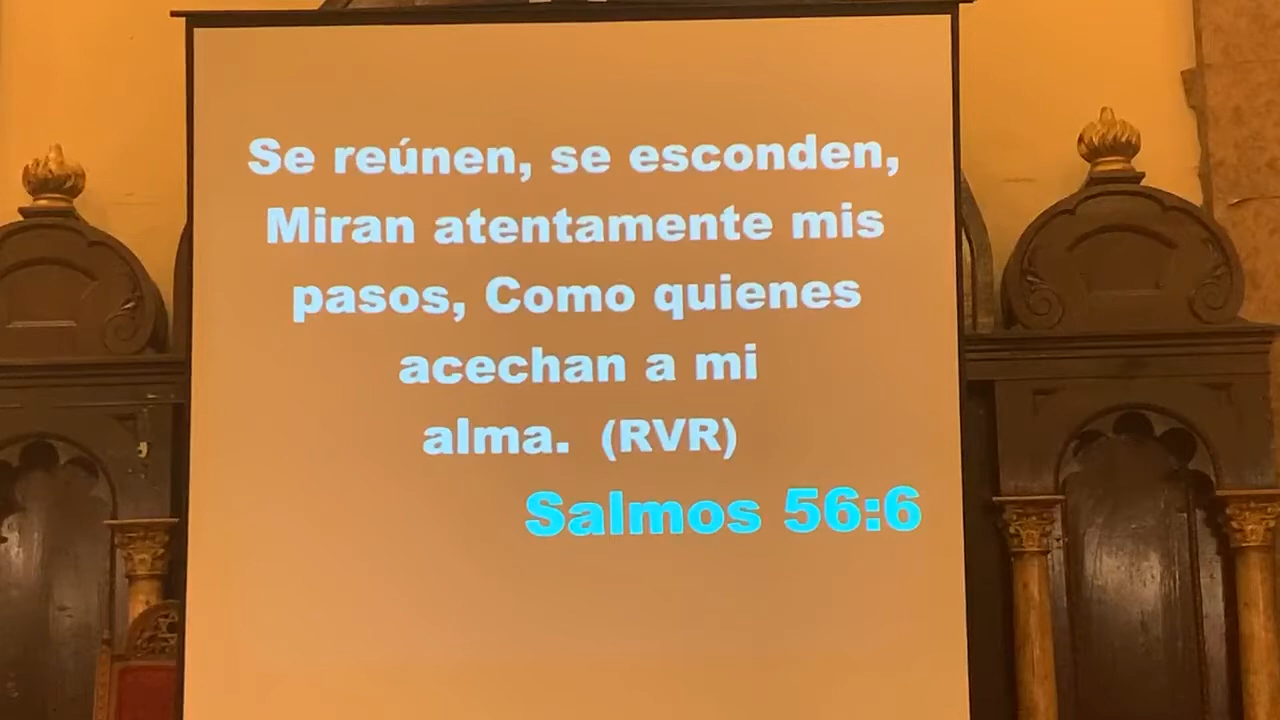 Se reúnen, se esconden,
Miran atentamente mis
pasos, Como quienes
acechan a mi
alma. (RVR)
Salmos 56:6